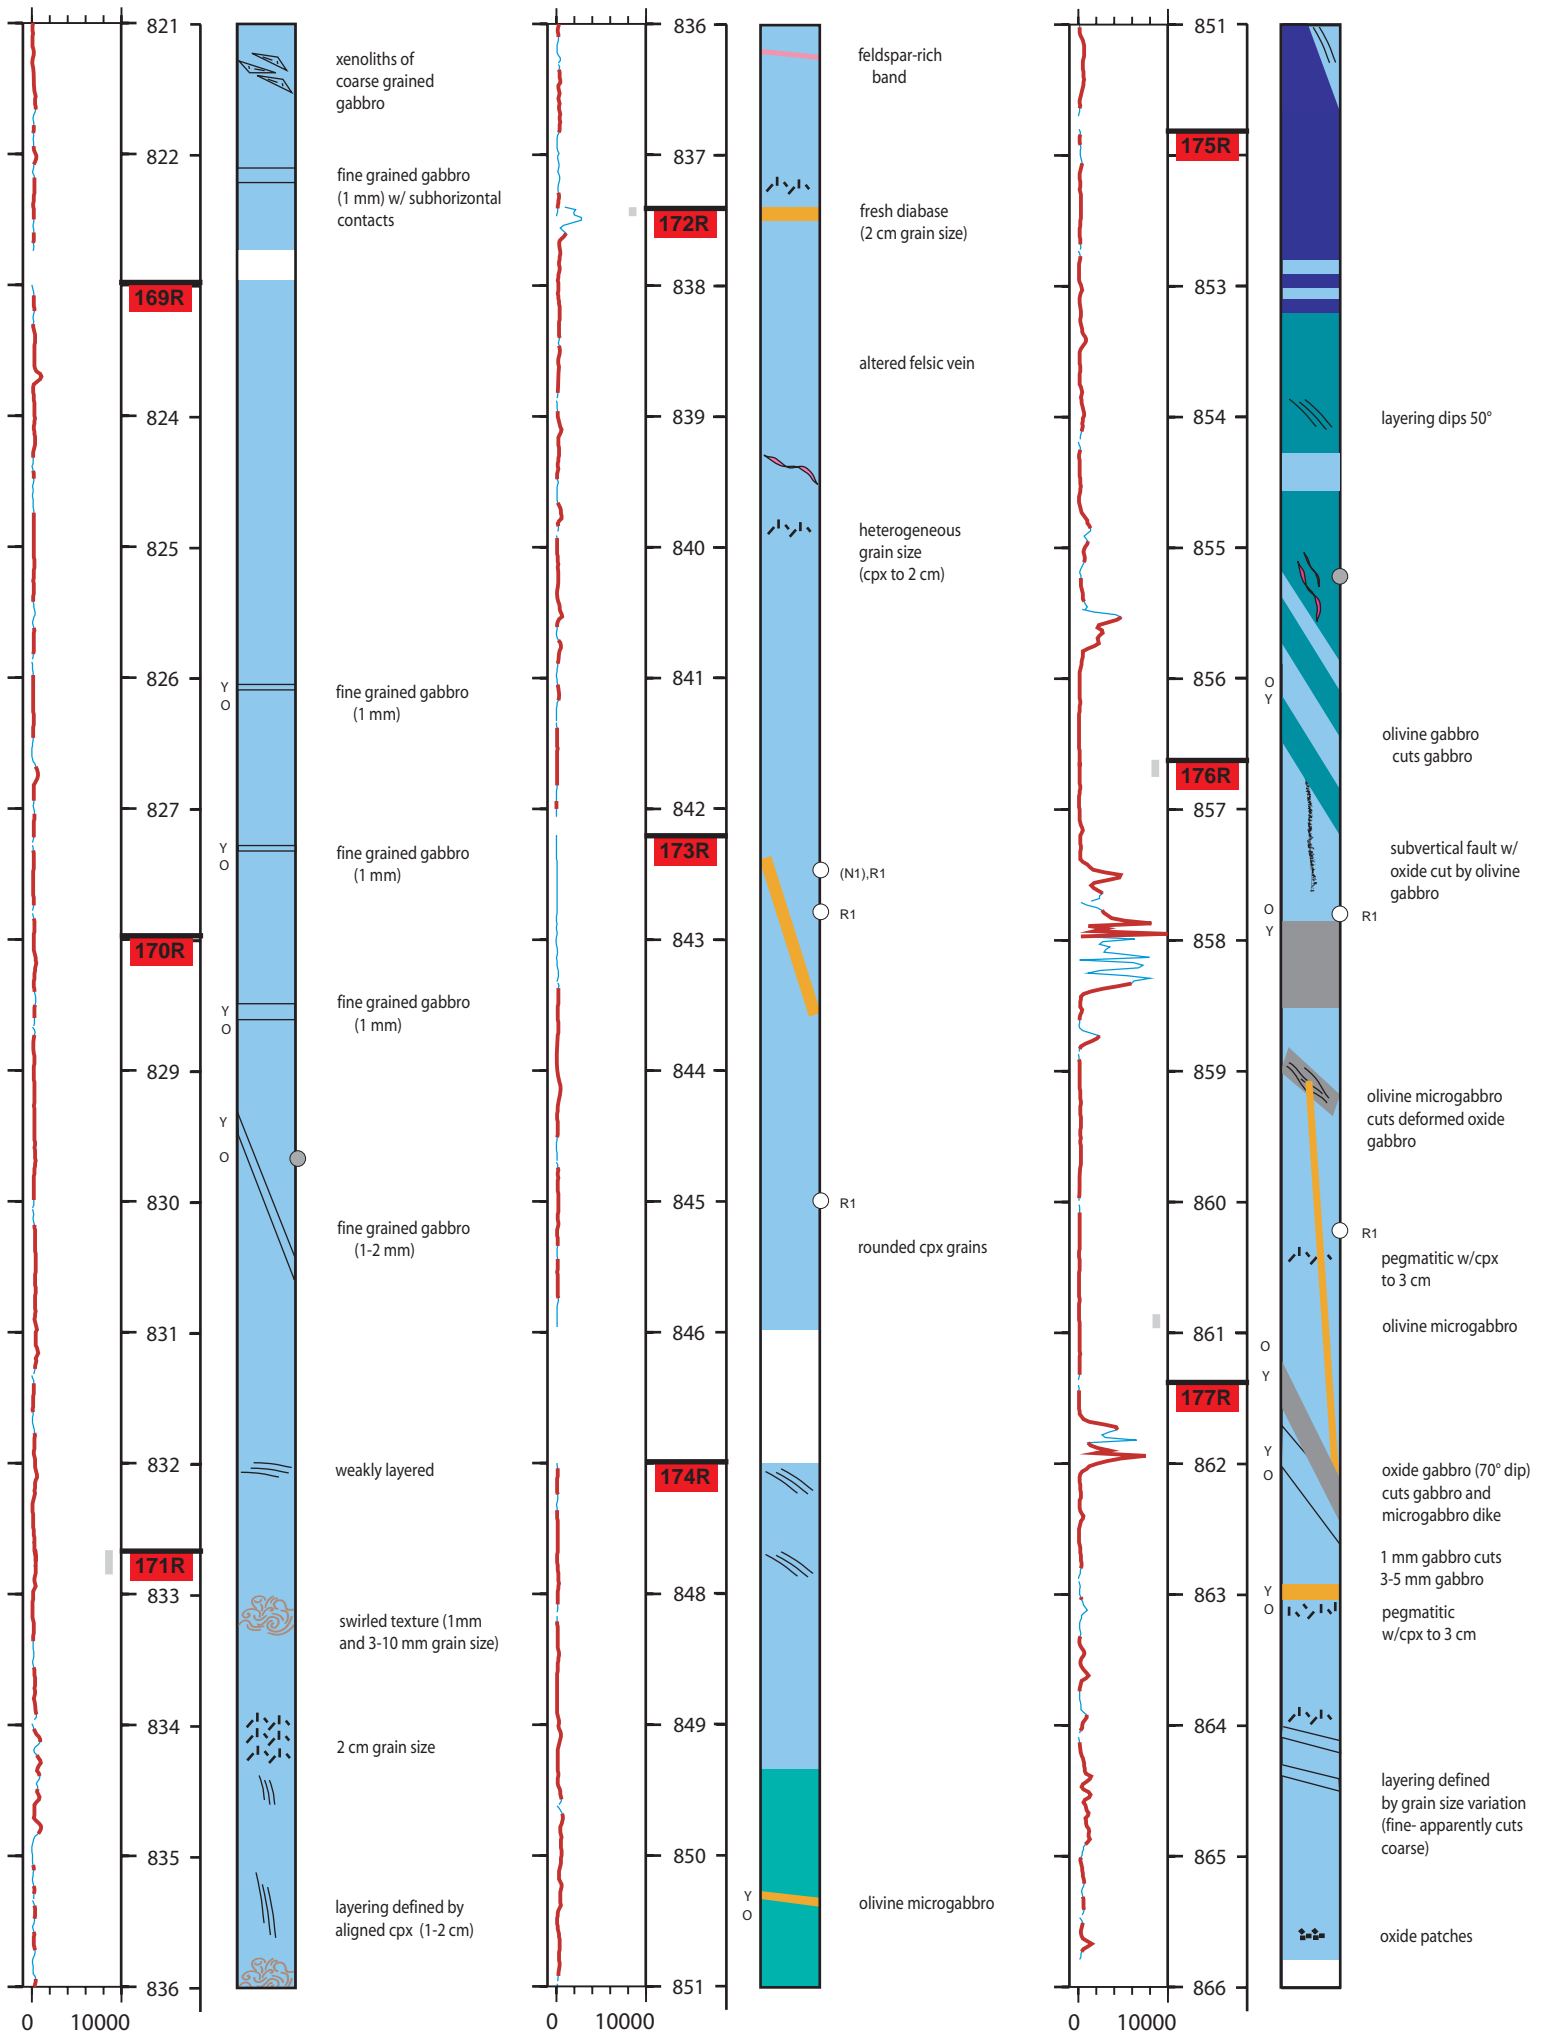 821
822
169R
824
825
826
827
170R
829
830
831
832
171R
833
834
835
836
0
10000
xenoliths of
coarse grained
gabbro
fine grained gabbro
(1 mm) w/ subhorizontal
contacts
Y
O
fine grained gabbro
(1 mm)
Y
O
fine grained gabbro
(1 mm)
Y
O
fine grained gabbro
(1 mm)
Y
O
fine grained gabbro
(1-2 mm)
weakly layered
swirled texture (1mm
and 3-10 mm grain size)
2 cm grain size
layering defined by
aligned cpx (1-2 cm)
836
837
172R
838
839
840
841
842
173R
843
844
845
846
174R
848
849
850
851
0
10000
feldspar-rich
band
fresh diabase
(2 cm grain size)
altered felsic vein
heterogeneous
grain size
(cpx to 2 cm)
(N1),R1
R1
R1
rounded cpx grains
Y
O
olivine microgabbro
851
175R
853
854
855
856
176R
857
858
859
860
861
177R
862
863
864
865
866
0
10000
layering dips 50°
O
Y
olivine gabbro
cuts gabbro
subvertical fault w/
oxide cut by olivine
gabbro
O
Y
R1
olivine microgabbro
cuts deformed oxide
gabbro
R1
pegmatitic w/cpx
to 3 cm
olivine microgabbro
O
Y
Y
O
oxide gabbro (70° dip)
cuts gabbro and
microgabbro dike
1 mm gabbro cuts
3-5 mm gabbro
Y
O
pegmatitic
w/cpx to 3 cm
layering defined
by grain size variation
(fine- apparently cuts
coarse)
oxide patches